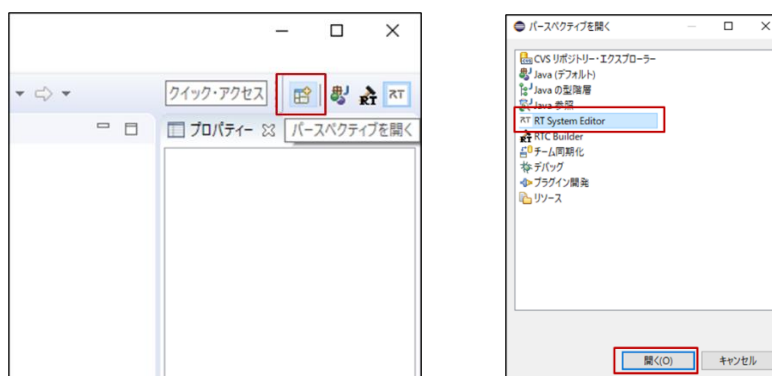 クイック・アクセス
RT
プロパティー
パースペクティブを開く
パースペクティブを開く
CVS リポジトリー・エクスプローラー
Java (デフォルト)
Java の型階層
Java 参照
RT System Editor
RTC Builder
チーム同期化
デバッグ
プラグイン開発
リソース
開く(O)
キャンセル